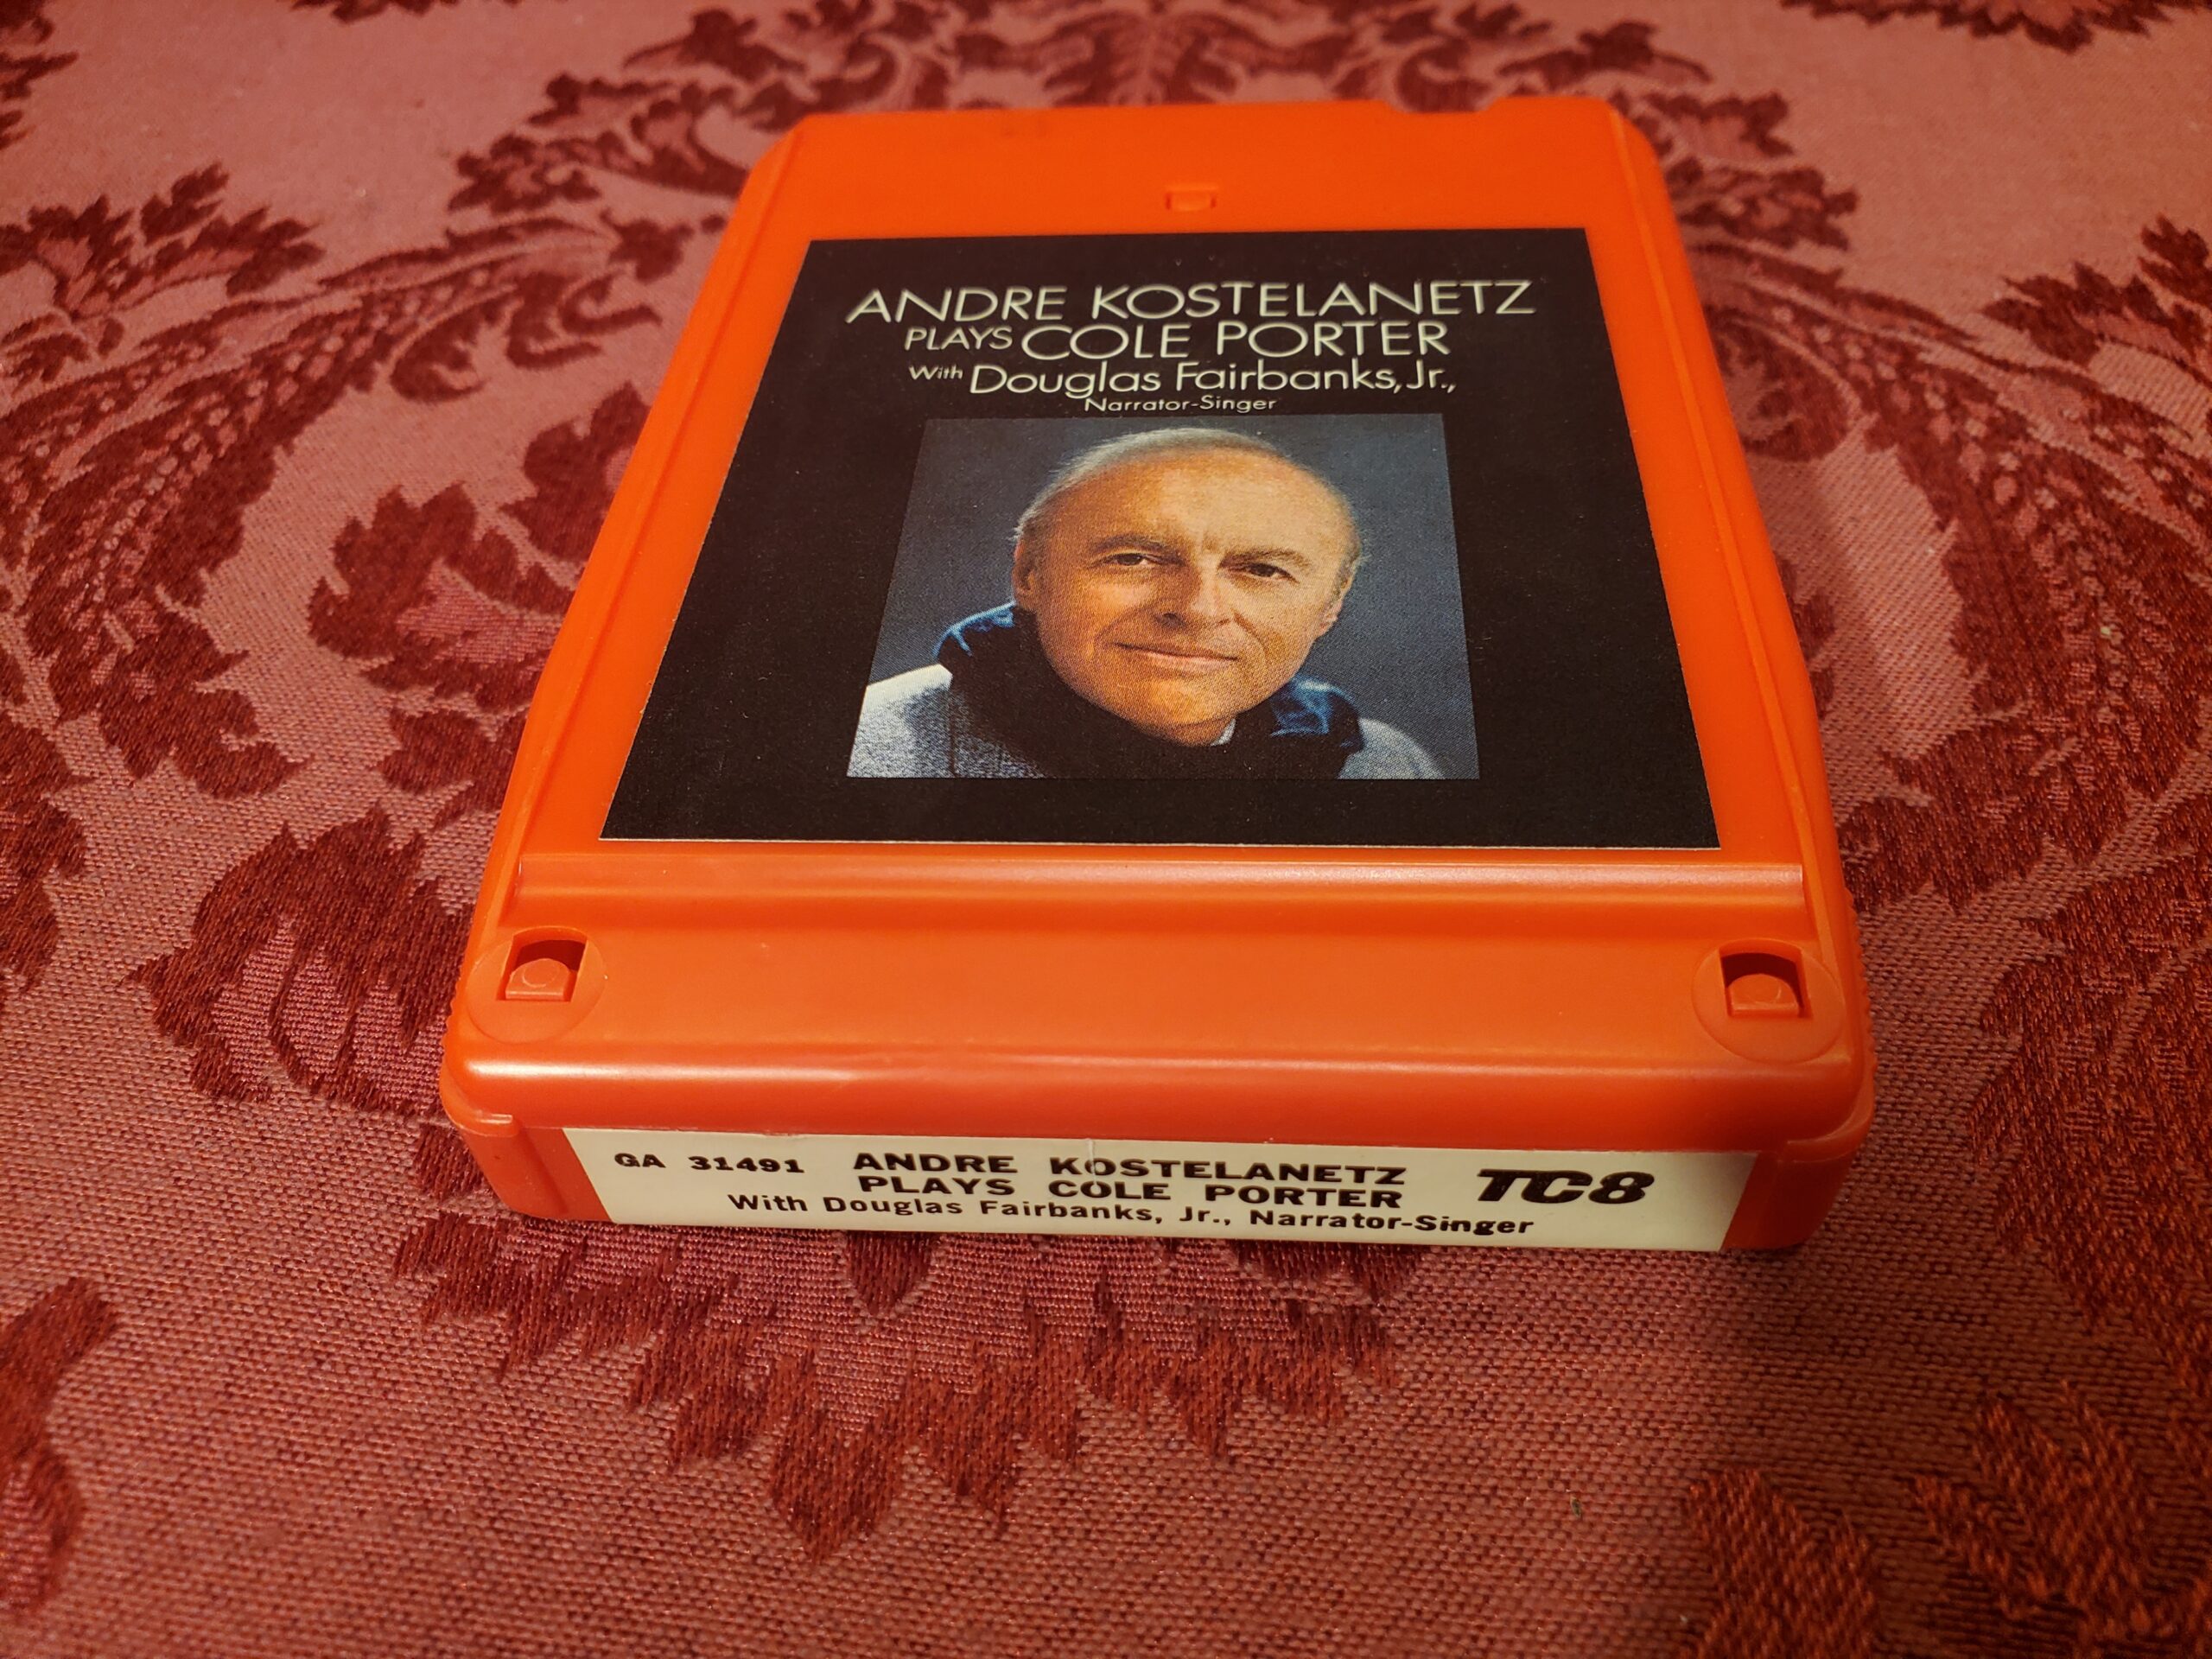 ANDRE KOSTELANETZ
PLAYS COLE PORTER
With Douglas Fairbanks, Jr.,
Narrator-Singer
GA 31491 ANDRE KOSTELANETZ TC8
PLAYS COLE PORTER
With Douglas Fairbanks, Jr., Narrator-Singer